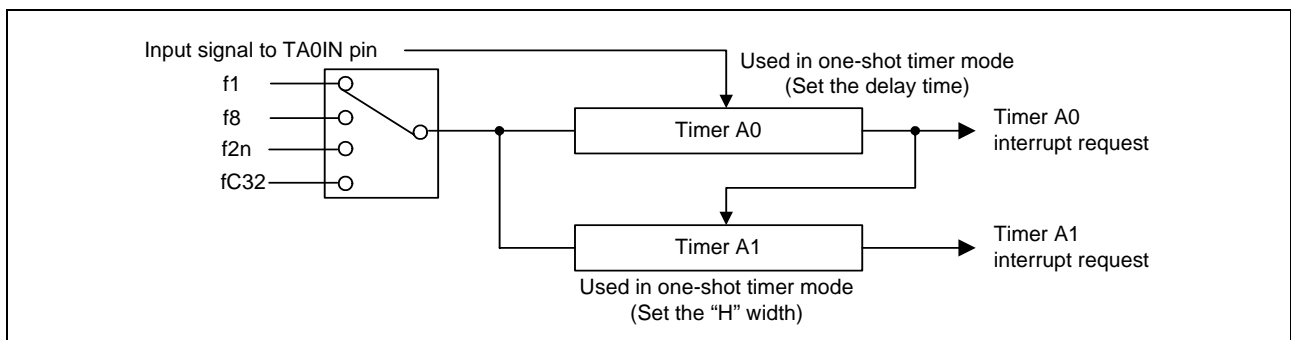 Input signal to TA0IN pin
Used in one-shot timer mode
(Set the delay time)
f1
f8
f2n
fC32
Timer A0
Timer A0
interrupt request
Timer A1
Timer A1
interrupt request
Used in one-shot timer mode
(Set the “H” width)